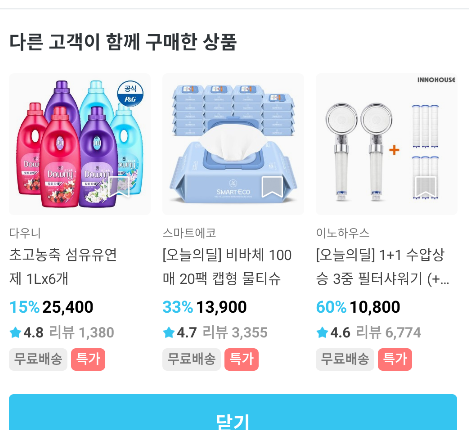 다른 고객이 함께 구매한 상품
공식
P&G
Downy
Downy
SMARTECO
INNOHOUSE
+
다우니
초고농축 섬유유연
제 1Lx6개
15% 25,400
4.8 리뷰 1,380
무료배송 특가
스마트에코
[오늘의딜] 비바체 100
매 20팩 캡형 물티슈
33% 13,900
4.7 리뷰 3,355
무료배송 특가
이노하우스
[오늘의딜] 1+1 수압상
승 3중 필터샤워기 (+...
60% 10,800
4.6 리뷰 6,774
무료배송 특가
닫기